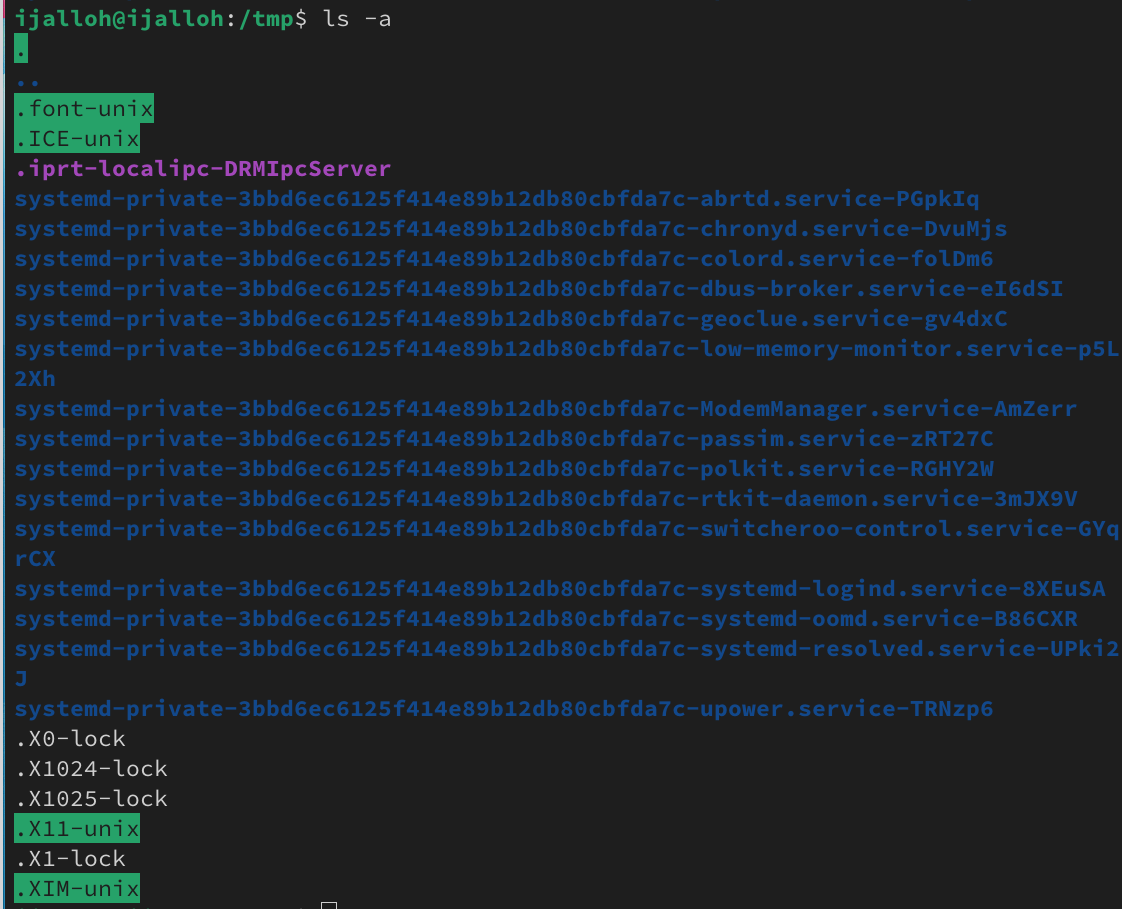 ijalloh@ijalloh:/tmp$ ls -a
.
..
.font-unix
.ICE-unix
.iprt-localipc-DRMIpcServer
systemd-private-3bbd6ec6125f414e89b12db80cbfda7c-abrtd.service-PGpkIq
systemd-private-3bbd6ec6125f414e89b12db80cbfda7c-chronyd.service-DvuMjs
systemd-private-3bbd6ec6125f414e89b12db80cbfda7c-colord.service-folDm6
systemd-private-3bbd6ec6125f414e89b12db80cbfda7c-dbus-broker.service-eI6dSI
systemd-private-3bbd6ec6125f414e89b12db80cbfda7c-geoclue.service-gv4dxC
systemd-private-3bbd6ec6125f414e89b12db80cbfda7c-low-memory-monitor.service-p5L
2Xh
systemd-private-3bbd6ec6125f414e89b12db80cbfda7c-ModemManager.service-AmZerr
systemd-private-3bbd6ec6125f414e89b12db80cbfda7c-passim.service-zRT27C
systemd-private-3bbd6ec6125f414e89b12db80cbfda7c-polkit.service-RGHY2W
systemd-private-3bbd6ec6125f414e89b12db80cbfda7c-rtkit-daemon.service-3mJX9V
systemd-private-3bbd6ec6125f414e89b12db80cbfda7c-switcheroo-control.service-GYq
rCX
systemd-private-3bbd6ec6125f414e89b12db80cbfda7c-systemd-logind.service-8XEuSA
systemd-private-3bbd6ec6125f414e89b12db80cbfda7c-systemd-oomd.service-B86CXR
systemd-private-3bbd6ec6125f414e89b12db80cbfda7c-systemd-resolved.service-UPki2
J
systemd-private-3bbd6ec6125f414e89b12db80cbfda7c-upower.service-TRNzp6
.X0-lock
.X1024-lock
.X1025-lock
.X11-unix
.X1-lock
.XIM-unix